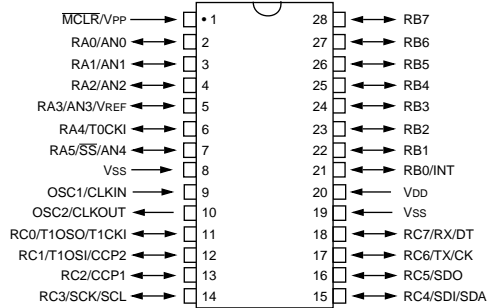 MCLR/VPP • 1 28 RB7
RA0/AN0 2 27 RB6
RA1/AN1 3 26 RB5
RA2/AN2 4 25 RB4
RA3/AN3/VREF 5 24 RB3
RA4/T0CKI 6 23 RB2
RA5/SS/AN4 7 22 RB1
VSS 8 21 RB0/INT
OSC1/CLKIN 9 20 VDD
OSC2/CLKOUT 10 19 VSS
RC0/T1OSO/T1CKI 11 18 RC7/RX/DT
RC1/T1OSI/CCP2 12 17 RC6/TX/CK
RC2/CCP1 13 16 RC5/SDO
RC3/SCK/SCL 14 15 RC4/SDI/SDA